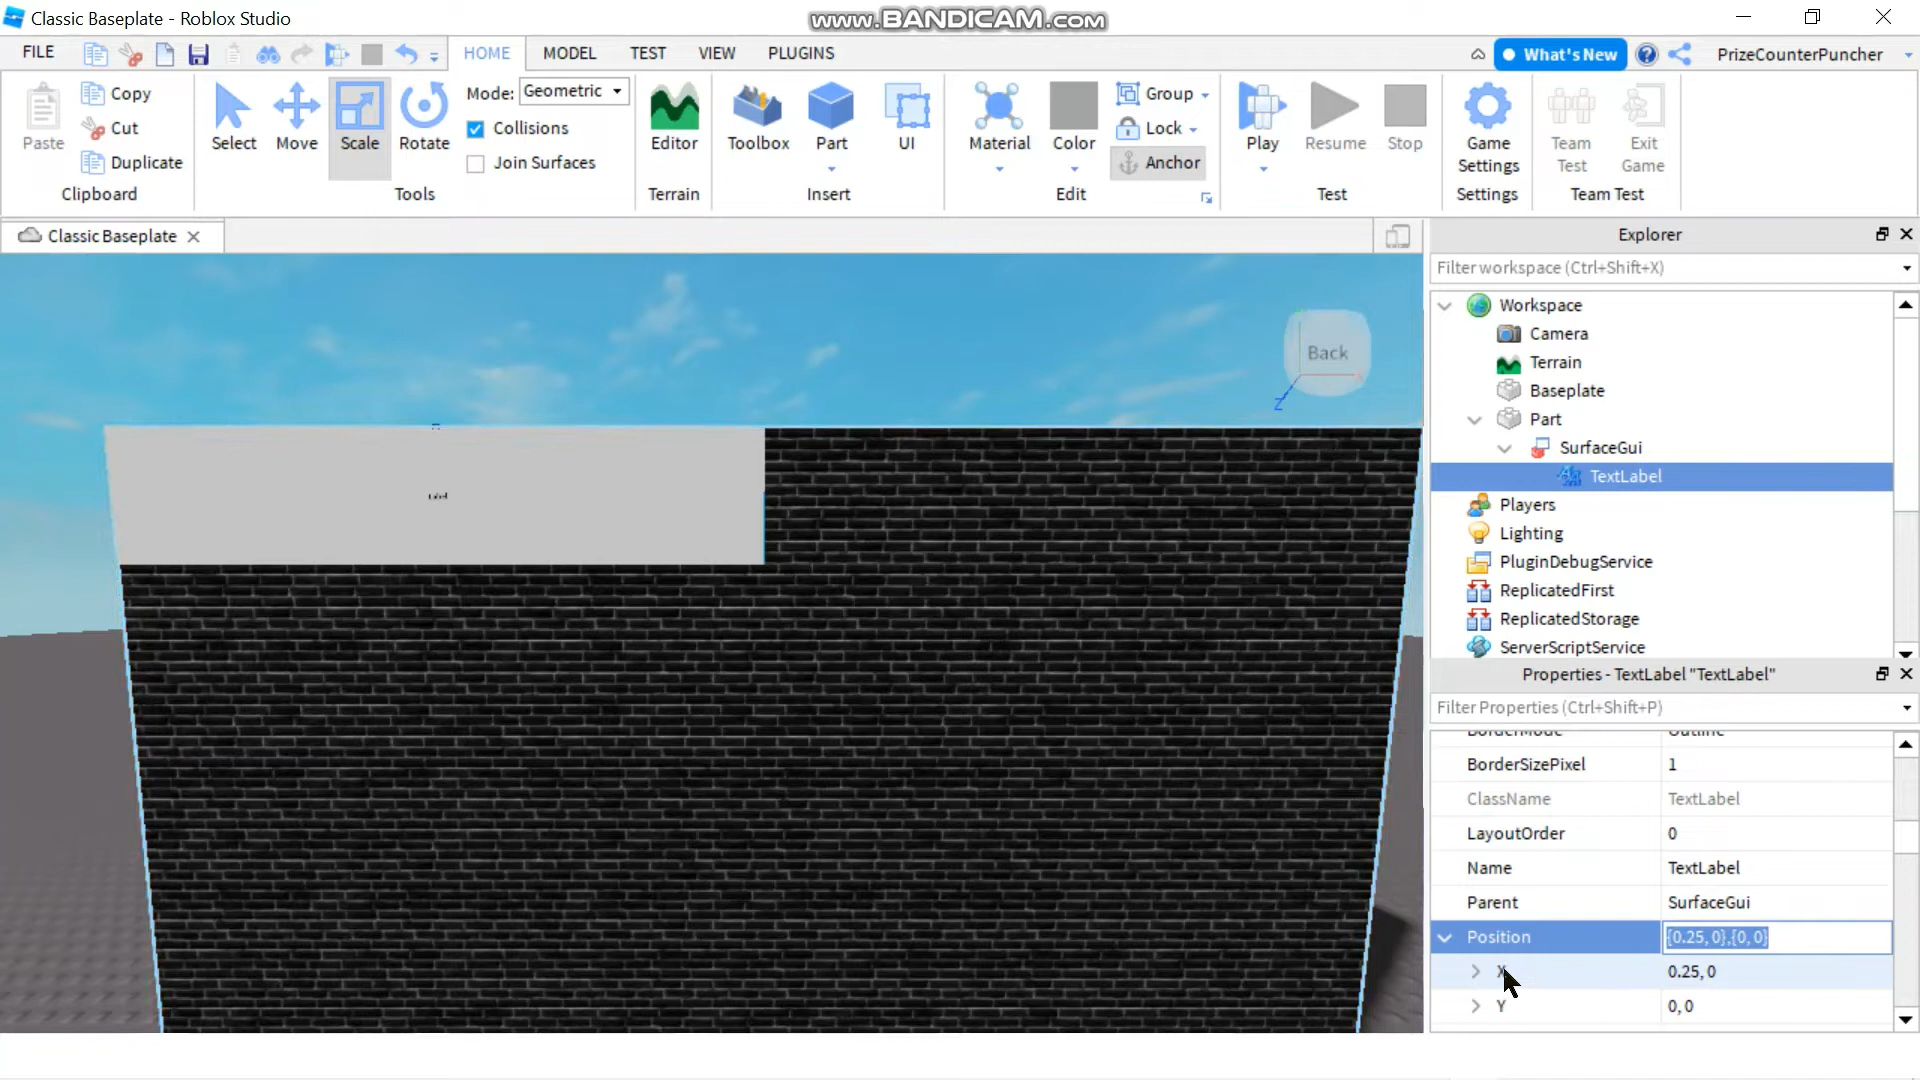 Classic Baseplate - Roblox Studio
www.BANDICAM.com
FILE HOME MODEL TEST VIEW PLUGINS What's New PrizeCounterPuncher
Paste Copy Cut Duplicate
Clipboard
Select Move Scale Rotate Mode: Geometric
Collisions
Join Surfaces
Tools
Editor
Terrain
Toolbox Part UI
Insert
Material Color Group Lock Anchor
Edit
Play Resume Stop
Test
Game Settings
Settings
Team Test Exit Game
Team Test
Classic Baseplate
Back
Z
Explorer
Filter workspace (Ctrl+Shift+X)
Workspace
Camera
Terrain
Baseplate
Part
SurfaceGui
TextLabel
Players
Lighting
PluginDebugService
ReplicatedFirst
ReplicatedStorage
ServerScriptService
Properties - TextLabel "TextLabel"
Filter Properties (Ctrl+Shift+P)
BorderMode Outline
BorderSizePixel 1
ClassName TextLabel
LayoutOrder 0
Name TextLabel
Parent SurfaceGui
Position {0.25, 0},{0, 0}
X 0.25, 0
Y 0, 0